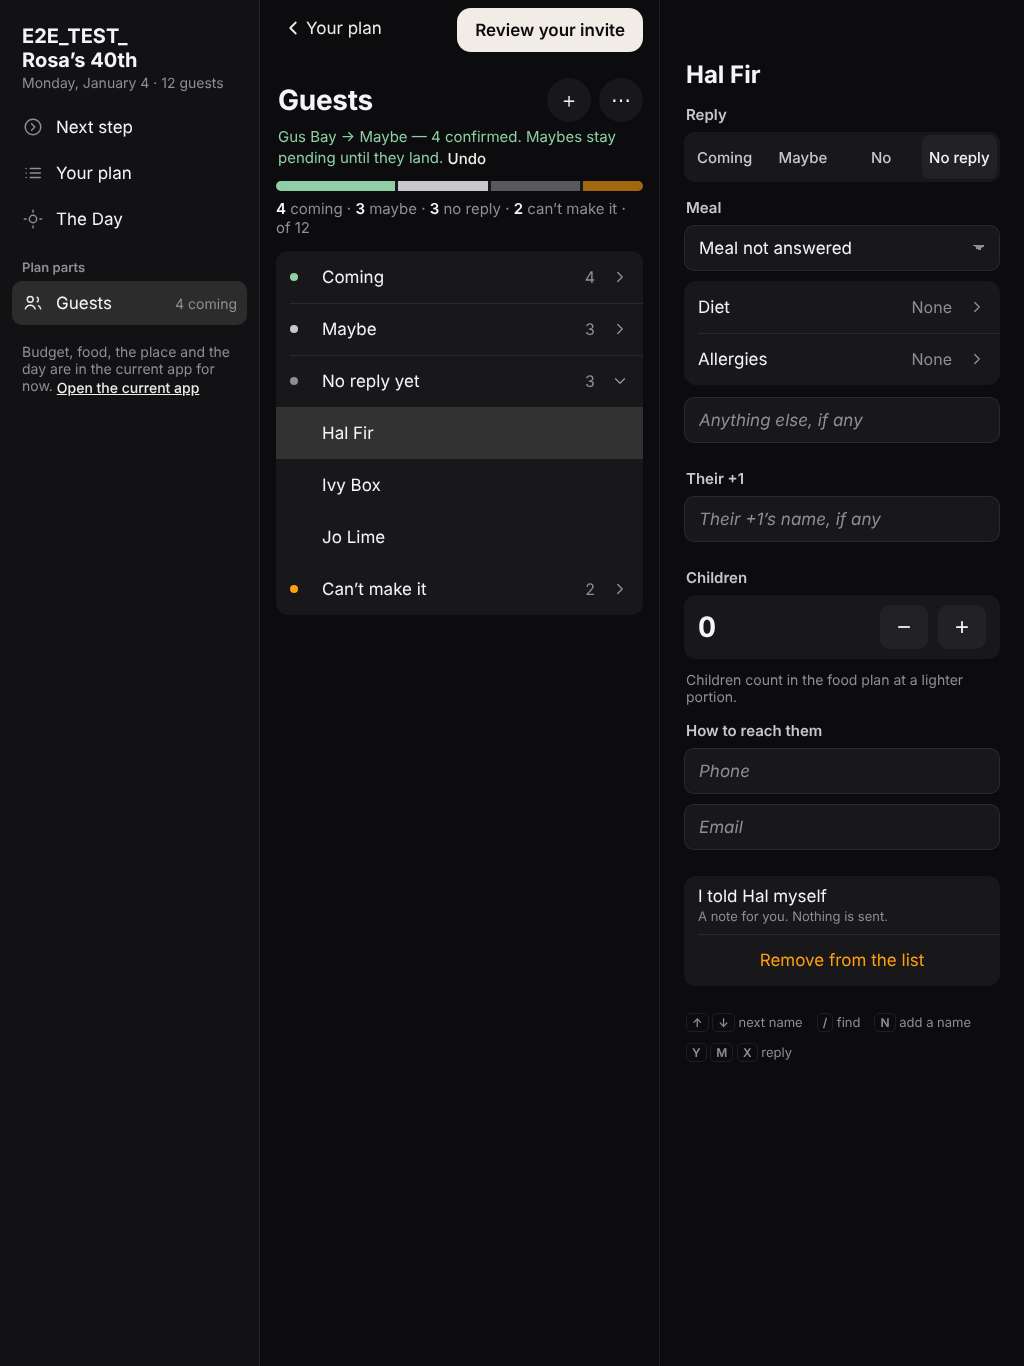 E2E_TEST_
Rosa’s 40th
Monday, January 4 · 12 guests
Next step
Your plan
The Day
Plan parts
Guests 4 coming
Budget, food, the place and the
day are in the current app for
now. Open the current app
Your plan
Review your invite
Guests
+ ···
Gus Bay → Maybe — 4 confirmed. Maybes stay
pending until they land. Undo
4 coming · 3 maybe · 3 no reply · 2 can’t make it ·
of 12
Coming 4
Maybe 3
No reply yet 3
Hal Fir
Ivy Box
Jo Lime
Can’t make it 2
Hal Fir
Reply
Coming Maybe No No reply
Meal
Meal not answered
Diet None
Allergies None
Anything else, if any
Their +1
Their +1’s name, if any
Children
0 − +
Children count in the food plan at a lighter
portion.
How to reach them
Phone
Email
I told Hal myself
A note for you. Nothing is sent.
Remove from the list
↑ ↓ next name / find N add a name
Y M X reply